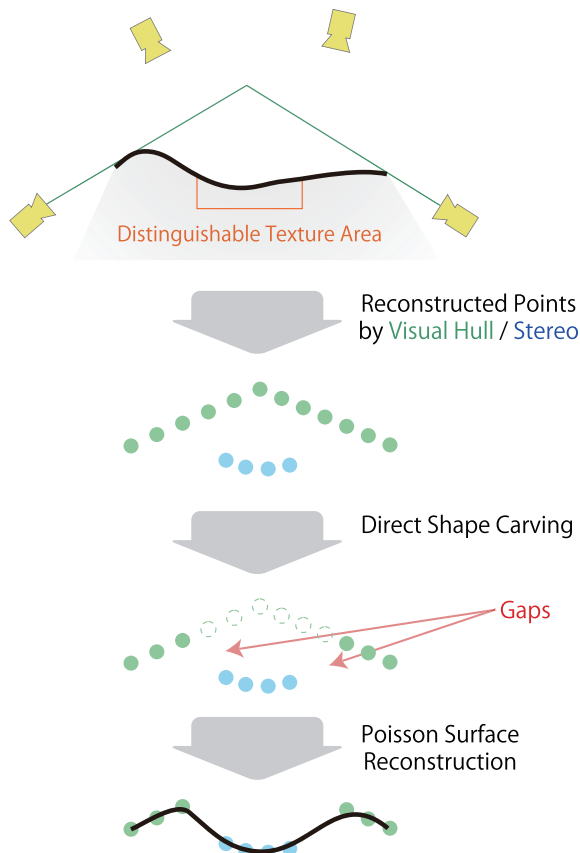 Distinguishable Texture Area
Reconstructed Points
by Visual Hull / Stereo
Direct Shape Carving
Gaps
Poisson Surface
Reconstruction